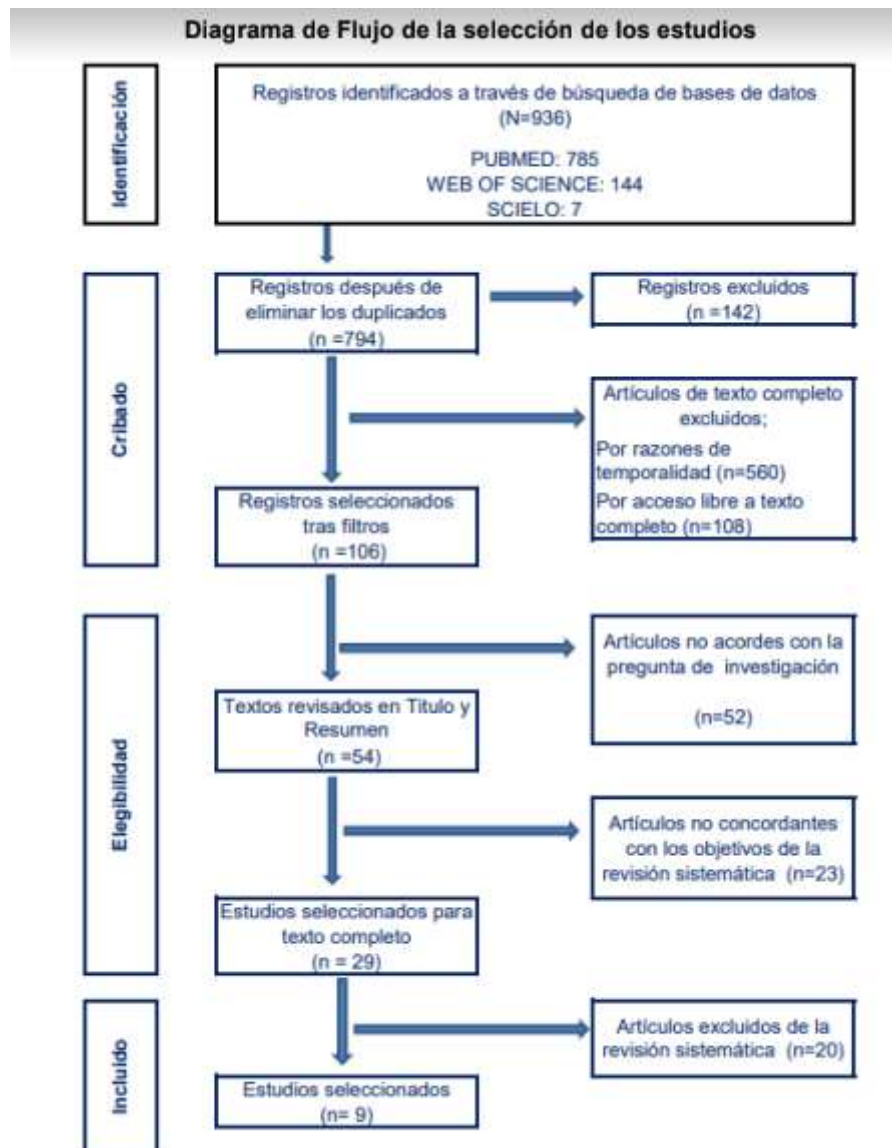 Diagrama de Flujo de la selección de los estudios
Identificación
Registros identificados a través de búsqueda de bases de datos
(N=936)
PUBMED: 785
WEB OF SCIENCE: 144
SCIELO: 7
Cribado
Registros después de
eliminar los duplicados
(n =794)
Registros excluidos
(n =142)
Artículos de texto completo
excluidos;
Por razones de
temporalidad (n=560)
Por acceso libre a texto
completo (n=108)
Registros seleccionados
tras filtros
(n =106)
Elegibilidad
Artículos no acordes con la
pregunta de investigación
(n=52)
Textos revisados en Titulo y
Resumen
(n =54)
Artículos no concordantes
con los objetivos de la
revisión sistemática (n=23)
Estudios seleccionados para
texto completo
(n = 29)
Incluido
Artículos excluidos de la
revisión sistemática (n=20)
Estudios seleccionados
(n= 9)